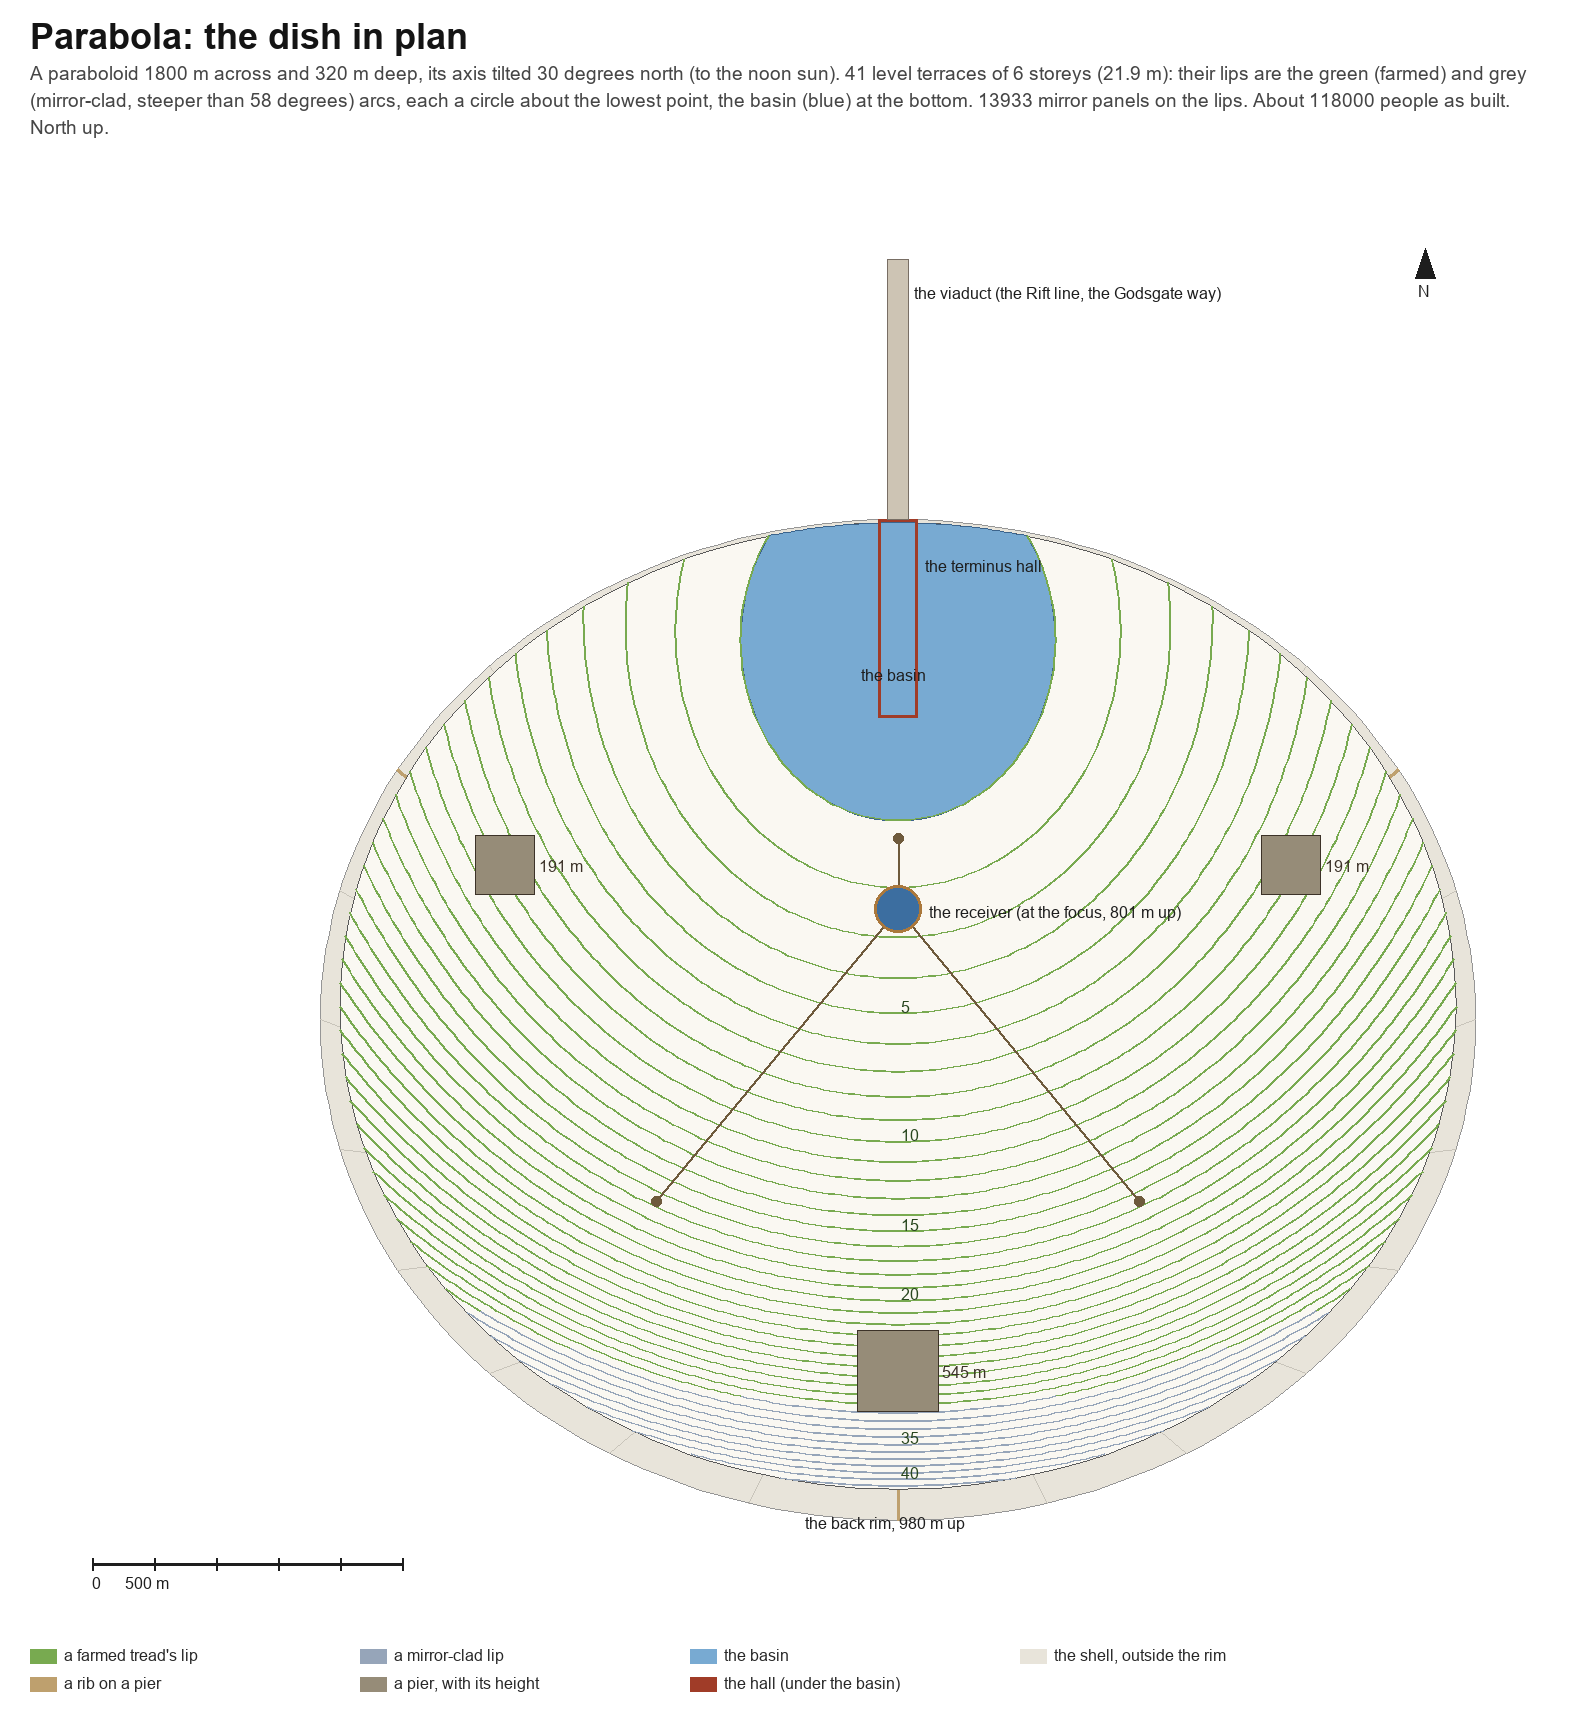 Parabola: the dish in plan
A paraboloid 1800 m across and 320 m deep, its axis tilted 30 degrees north (to the noon sun). 41 level terraces of 6 storeys (21.9 m): their lips are the green (farmed) and grey
(mirror-clad, steeper than 58 degrees) arcs, each a circle about the lowest point, the basin (blue) at the bottom. 13933 mirror panels on the lips. About 118000 people as built.
North up.
the viaduct (the Rift line, the Godsgate way)
N
the terminus hall
the basin
191 m
191 m
the receiver (at the focus, 801 m up)
5
10
15
20
545 m
35
40
the back rim, 980 m up
0 500 m
a farmed tread's lip
a mirror-clad lip
the basin
the shell, outside the rim
a rib on a pier
a pier, with its height
the hall (under the basin)